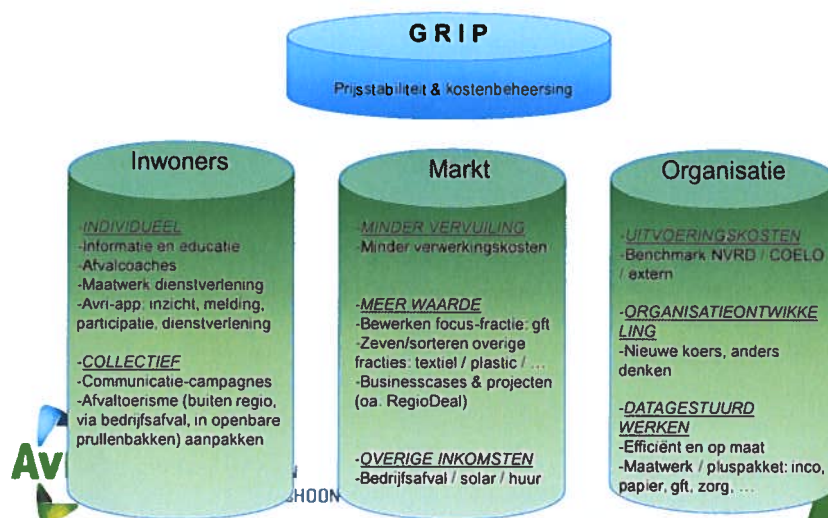 GRIP
Prijsstabiliteit & kostenbeheersing
Inwoners
-INDIVIDUEEL
-Informatie en educatie
-Afvalcoaches
-Maatwerk dienstverlening
-Avri-app: inzicht, melding,
participatie, dienstverlening
-COLLECTIEF
-Communicatie-campagnes
-Afvaltoerisme (buiten regio,
via bedrijfsafval, in openbare
prullenbakken) aanpakken
Markt
-MINDER VERVUILING
-Minder verwerkingskosten
-MEER WAARDE
-Bewerken focus-fractie: gft
-Zeven/sorteren overige
fracties: textiel / plastic / ...
-Businesscases & projecten
(oa. RegioDeal)
-OVERIGE INKOMSTEN
-Bedrijfsafval / solar / huur
Organisatie
-UITVOERINGSKOSTEN
-Benchmark NVRD / COELO
/ extern
-ORGANISATIEONTWIKKE
LING
-Nieuwe koers, anders
denken
-DATAGESTUURD
WERKEN
-Efficiënt en op maat
-Maatwerk / pluspakket: inco,
papier, gft, zorg, ...
Av
HOON